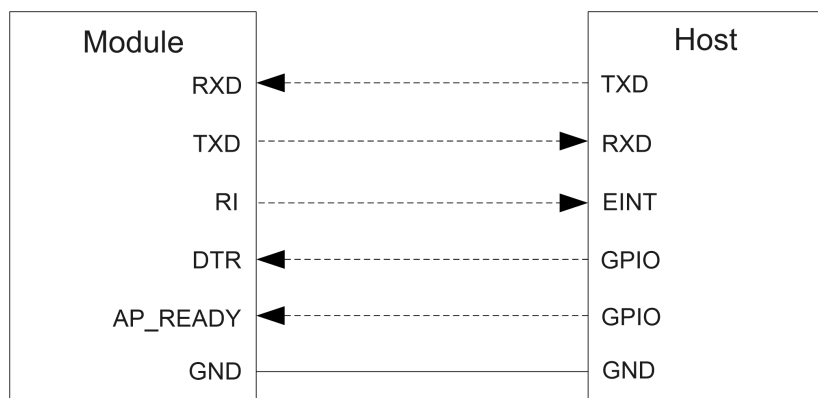 Module Host
RXD TXD
TXD RXD
RI EINT
DTR GPIO
AP_READY GPIO
GND GND